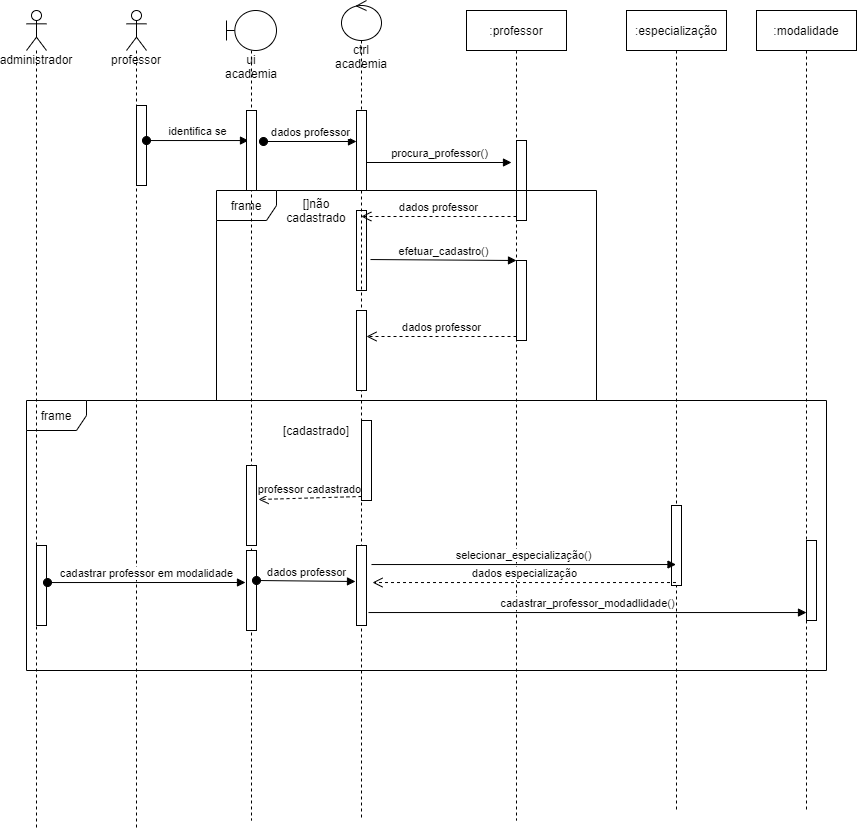 administrador
professor
ui
academia
ctrl
academia
:professor
:especialização
:modalidade
identifica se
dados professor
procura_professor()
frame
[]não
cadastrado
dados professor
efetuar_cadastro()
dados professor
frame
[cadastrado]
professor cadastrado
selecionar_especialização()
cadastrar professor em modalidade
dados professor
dados especialização
cadastrar_professor_modadlidade()